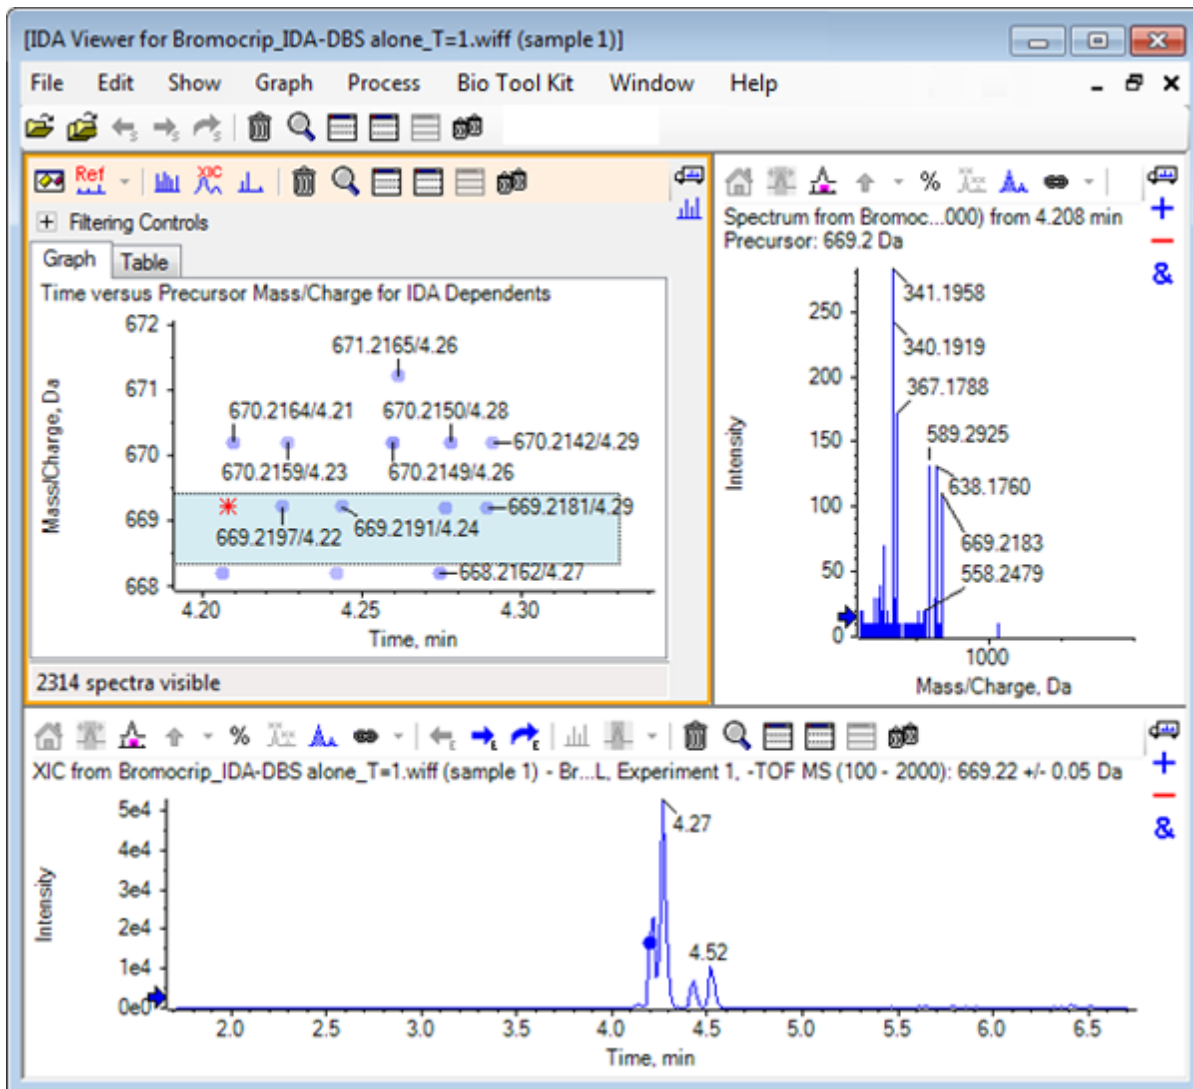 [IDA Viewer for Bromocrip_IDA-DBS alone_T=1.wiff (sample 1)]
File Edit Show Graph Process Bio Tool Kit Window Help
Ref XIC
Filtering Controls
Graph Table
Time versus Precursor Mass/Charge for IDA Dependents
672
671
670
669
668
Mass/Charge, Da
671.2165/4.26
670.2164/4.21 670.2150/4.28
670.2142/4.29
670.2159/4.23 670.2149/4.26
669.2181/4.29
669.2197/4.22 669.2191/4.24
668.2162/4.27
4.20 4.25 4.30
Time, min
2314 spectra visible
%
Spectrum from Bromoc...000) from 4.208 min
Precursor: 669.2 Da
&
250
200
150
100
50
0
Intensity
341.1958
340.1919
367.1788
589.2925
638.1760
669.2183
558.2479
1000
Mass/Charge, Da
%
XIC from Bromocrip_IDA-DBS alone_T=1.wiff (sample 1) - Br...L, Experiment 1, -TOF MS (100 - 2000): 669.22 +/- 0.05 Da
&
5e4
4e4
3e4
2e4
1e4
0e0
Intensity
4.27
4.52
2.0 2.5 3.0 3.5 4.0 4.5 5.0 5.5 6.0 6.5
Time, min